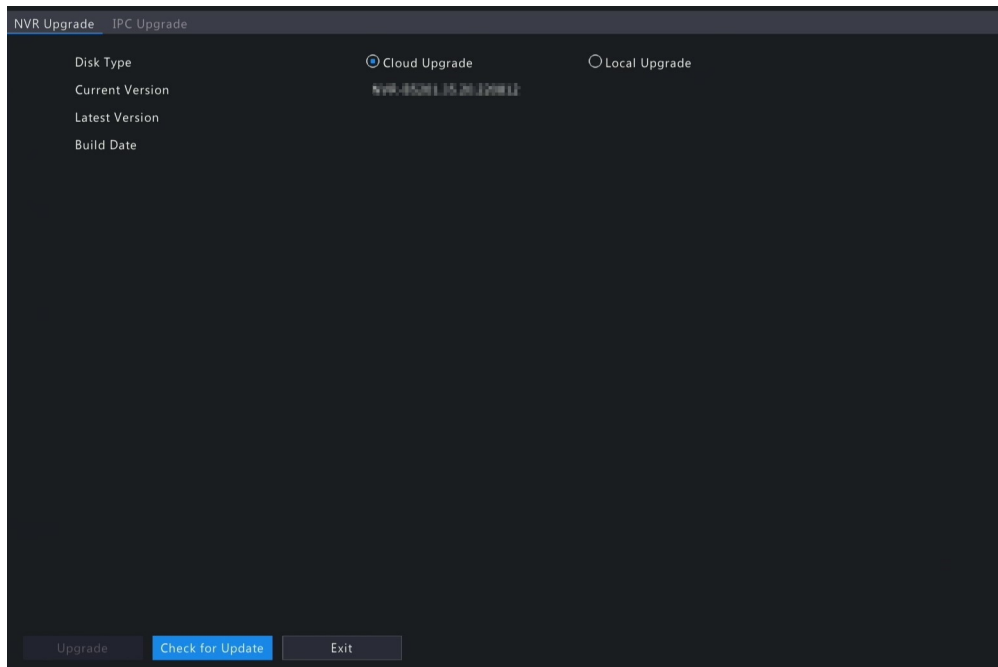 NVR Upgrade IPC Upgrade
Disk Type Cloud Upgrade Local Upgrade
Current Version
Latest Version
Build Date
Upgrade Check for Update Exit